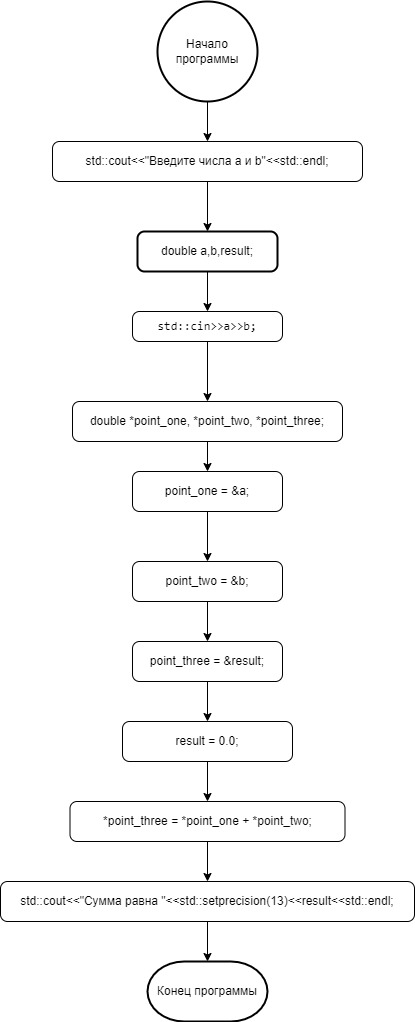 Начало
программы
std::cout<<"Введите числа a и b"<<std::endl;
double a,b,result;
std::cin>>a>>b;
double *point_one, *point_two, *point_three;
point_one = &a;
point_two = &b;
point_three = &result;
result = 0.0;
*point_three = *point_one + *point_two;
std::cout<<"Сумма равна "<<std::setprecision(13)<<result<<std::endl;
Конец программы